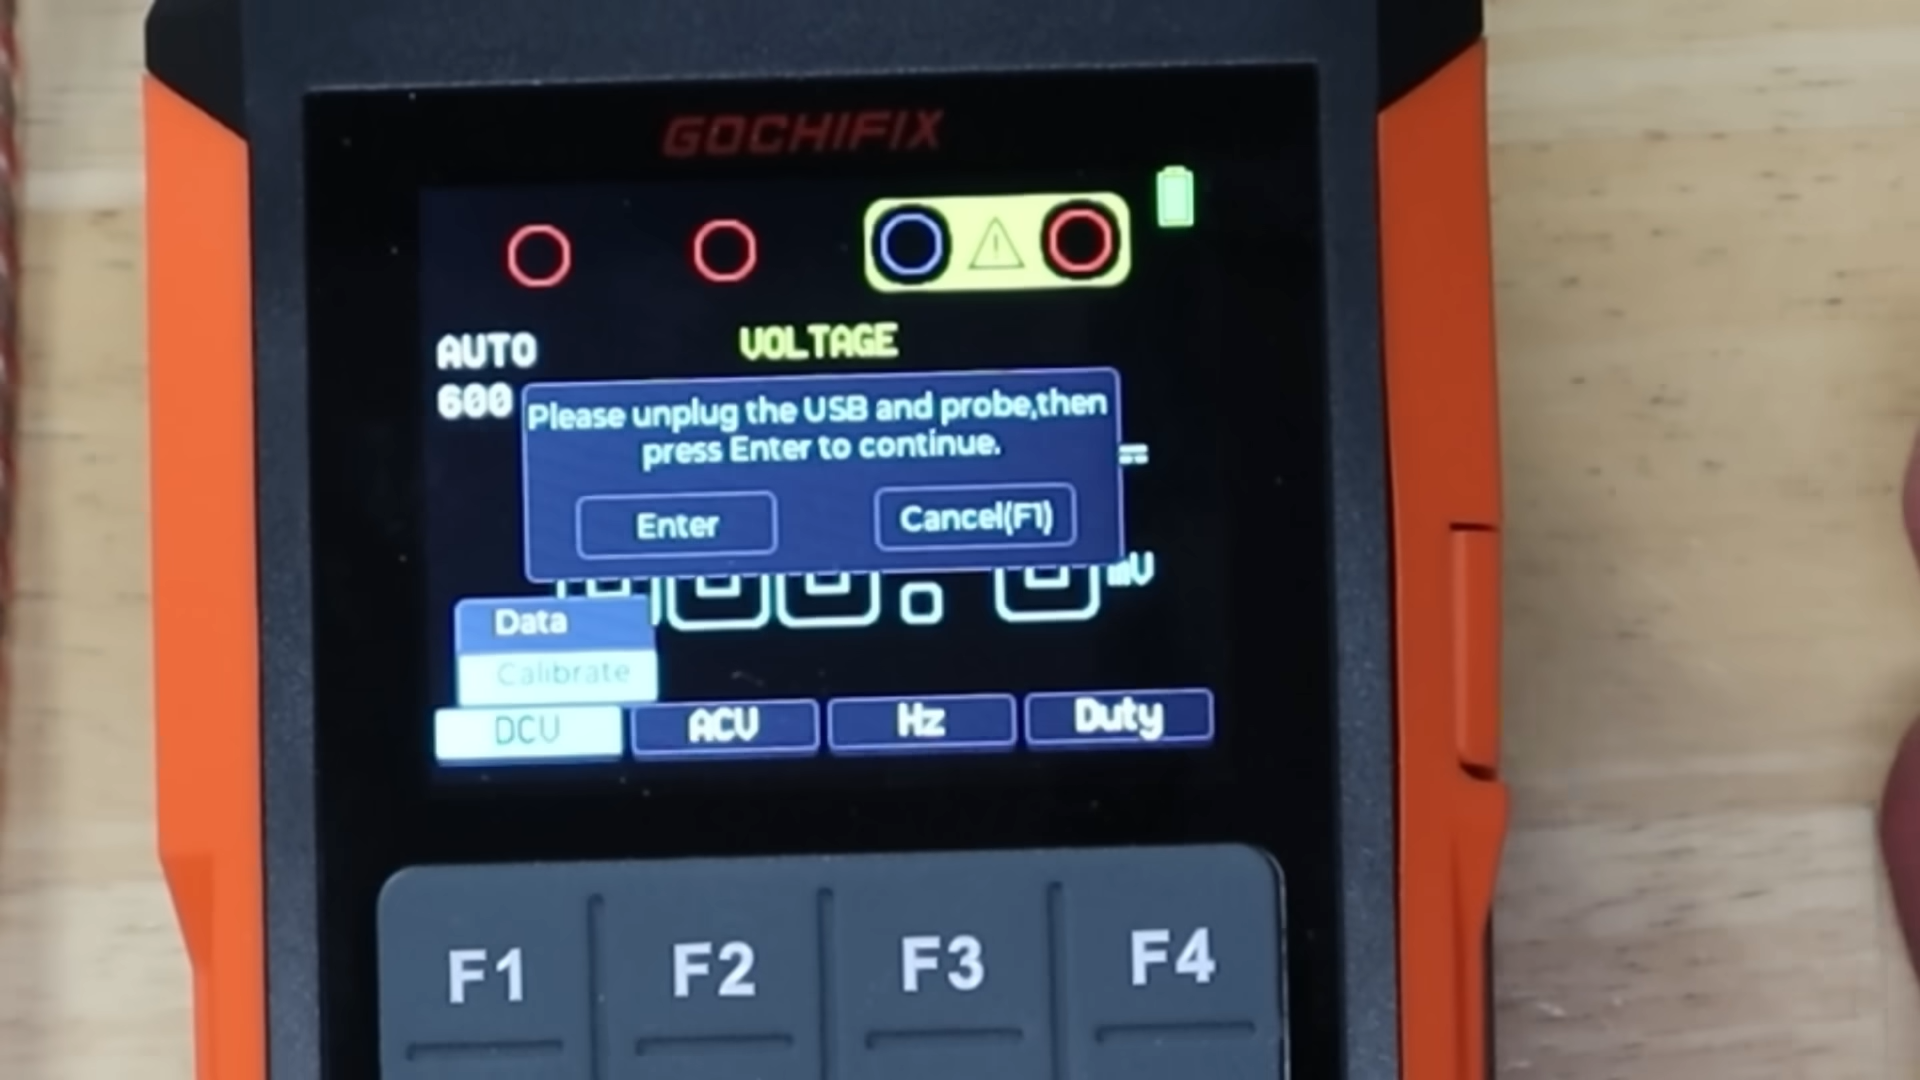 GOCHIFIX
AUTO
VOLTAGE
600
Please unplug the USB and probe,then
press Enter to continue.
Enter
Cancel(F1)
mV
Data
Calibrate
DCV
ACV
Hz
Duty
F1
F2
F3
F4